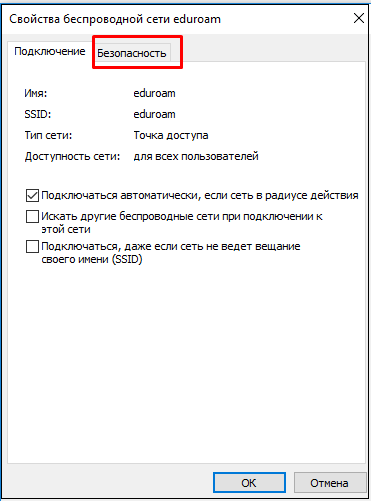 Свойства беспроводной сети eduroam
Подключение Безопасность
Имя: eduroam
SSID: eduroam
Тип сети: Точка доступа
Доступность сети: для всех пользователей
Подключаться автоматически, если сеть в радиусе действия
Искать другие беспроводные сети при подключении к
этой сети
Подключаться, даже если сеть не ведет вещание
своего имени (SSID)
ОК Отмена